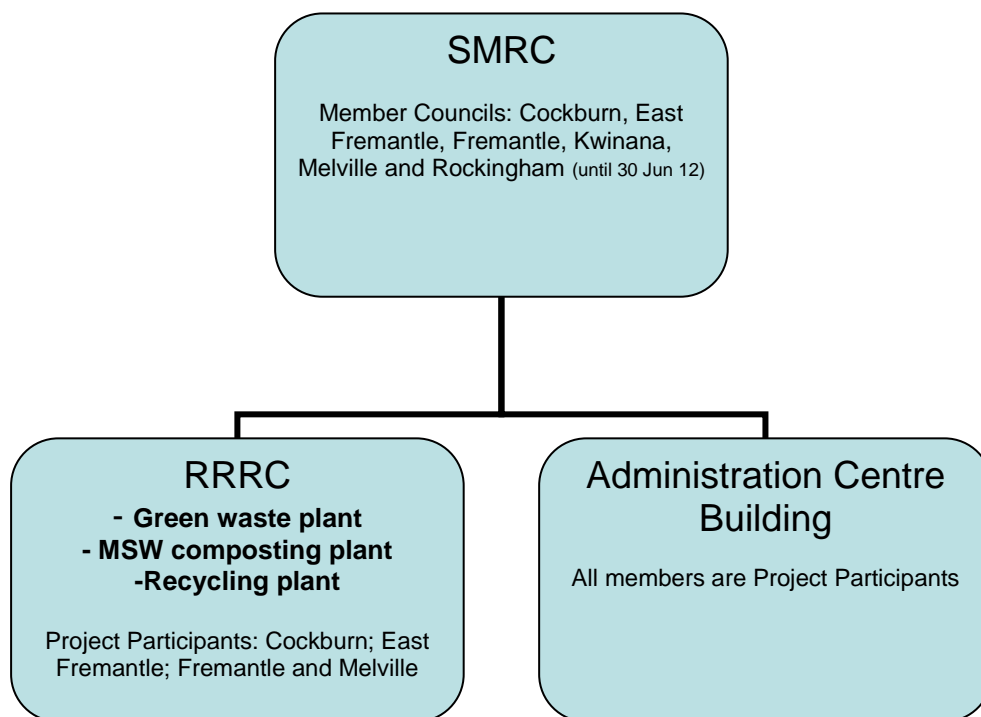 SMRC
Member Councils: Cockburn, East
Fremantle, Fremantle, Kwinana,
Melville and Rockingham (until 30 Jun 12)
RRRC
- Green waste plant
- MSW composting plant
-Recycling plant
Project Participants: Cockburn; East
Fremantle; Fremantle and Melville
Administration Centre
Building
All members are Project Participants